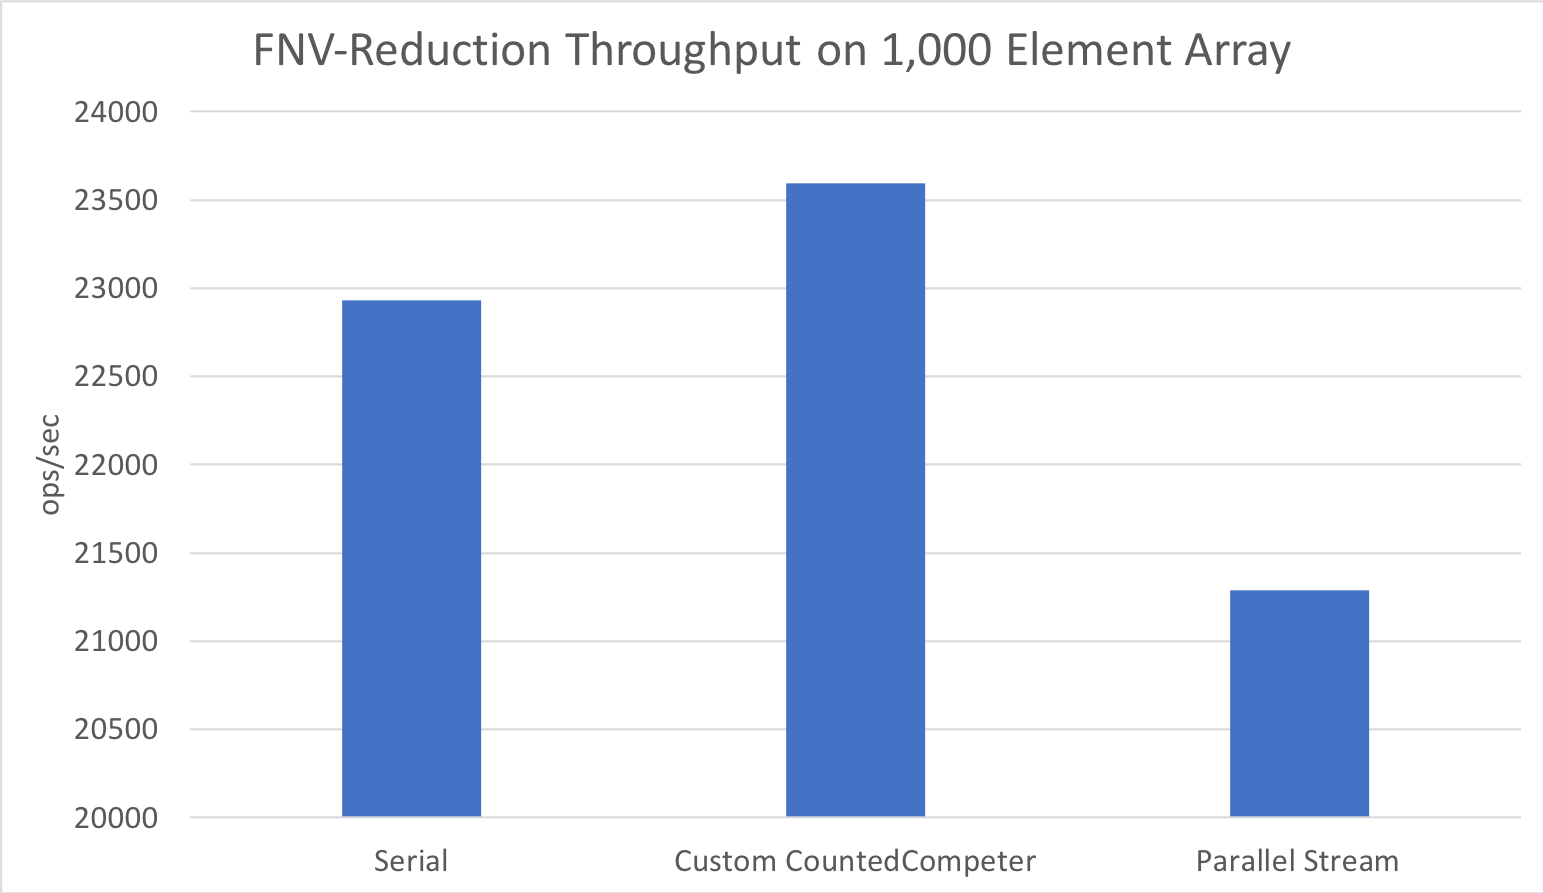 FNV-Reduction Throughput on 1,000 Element Array
24000
23500
23000
22500
22000
21500
21000
20500
20000
ops/sec
Serial
Custom CountedCompeter
Parallel Stream